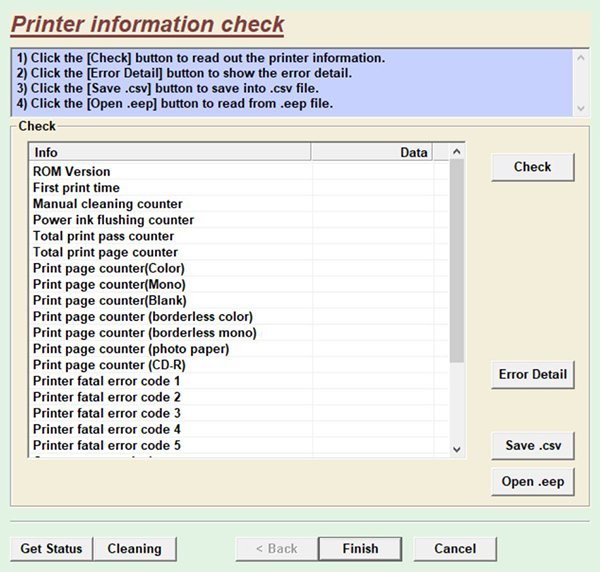 Printer information check
1) Click the [Check] button to read out the printer information.
2) Click the [Error Detail] button to show the error detail.
3) Click the [Save .csv] button to save into .csv file.
4) Click the [Open .eep] button to read from .eep file.
Check
Info Data
ROM Version
First print time
Manual cleaning counter
Power ink flushing counter
Total print pass counter
Total print page counter
Print page counter(Color)
Print page counter(Mono)
Print page counter(Blank)
Print page counter (borderless color)
Print page counter (borderless mono)
Print page counter (photo paper)
Print page counter (CD-R)
Printer fatal error code 1
Printer fatal error code 2
Printer fatal error code 3
Printer fatal error code 4
Printer fatal error code 5
Check
Error Detail
Save .csv
Open .eep
Get Status Cleaning < Back Finish Cancel